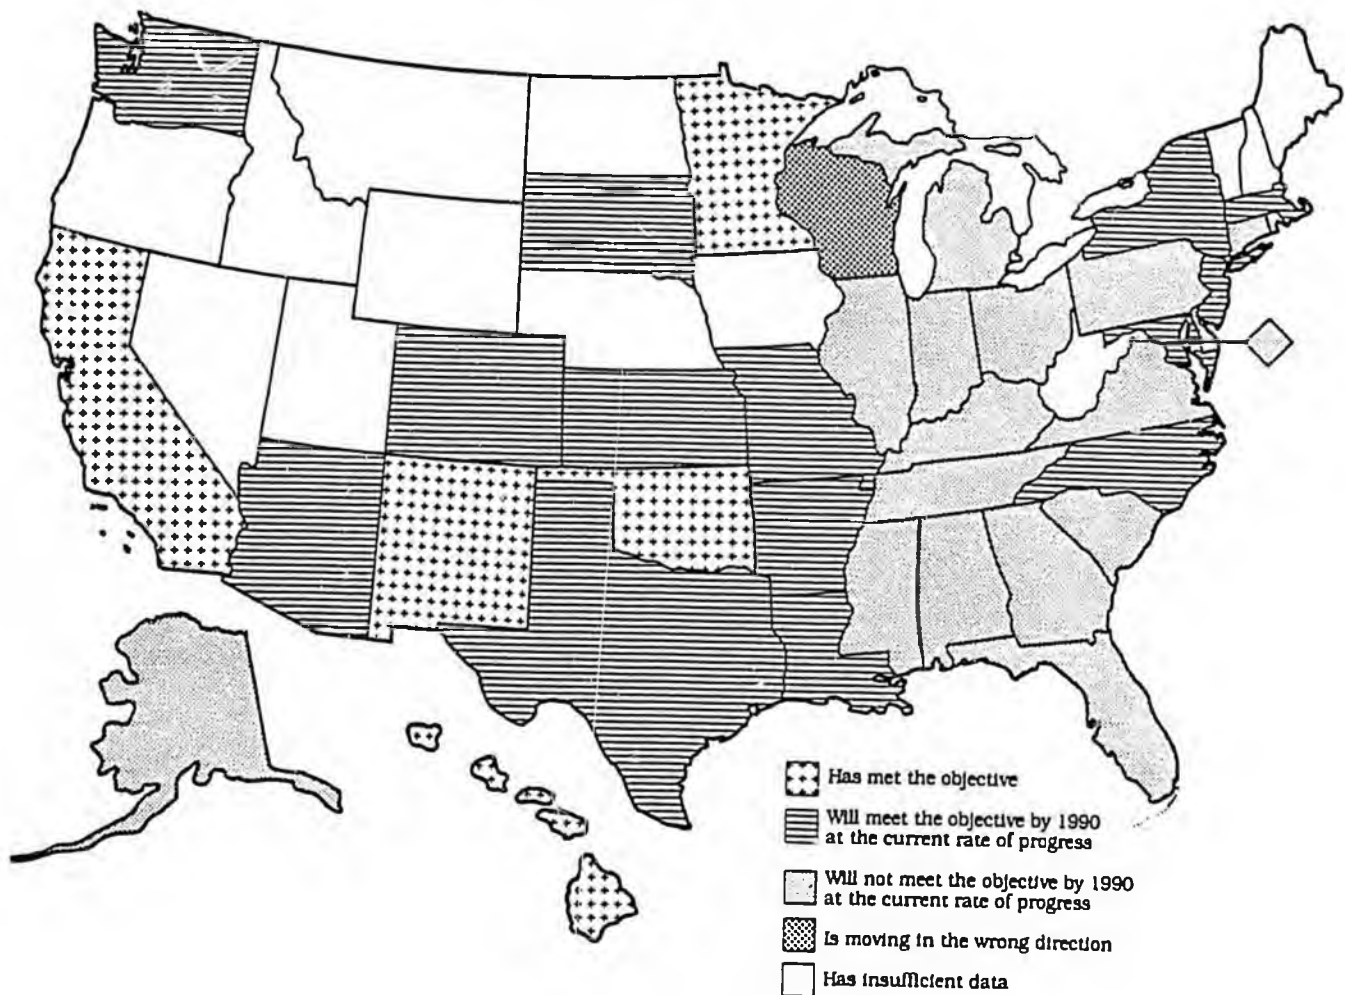 Has met the objective
Will meet the objective by 1990
at the current rate of progress
Will not meet the objective by 1990
at the current rate of progress
Is moving in the wrong direction
Has insufficient data